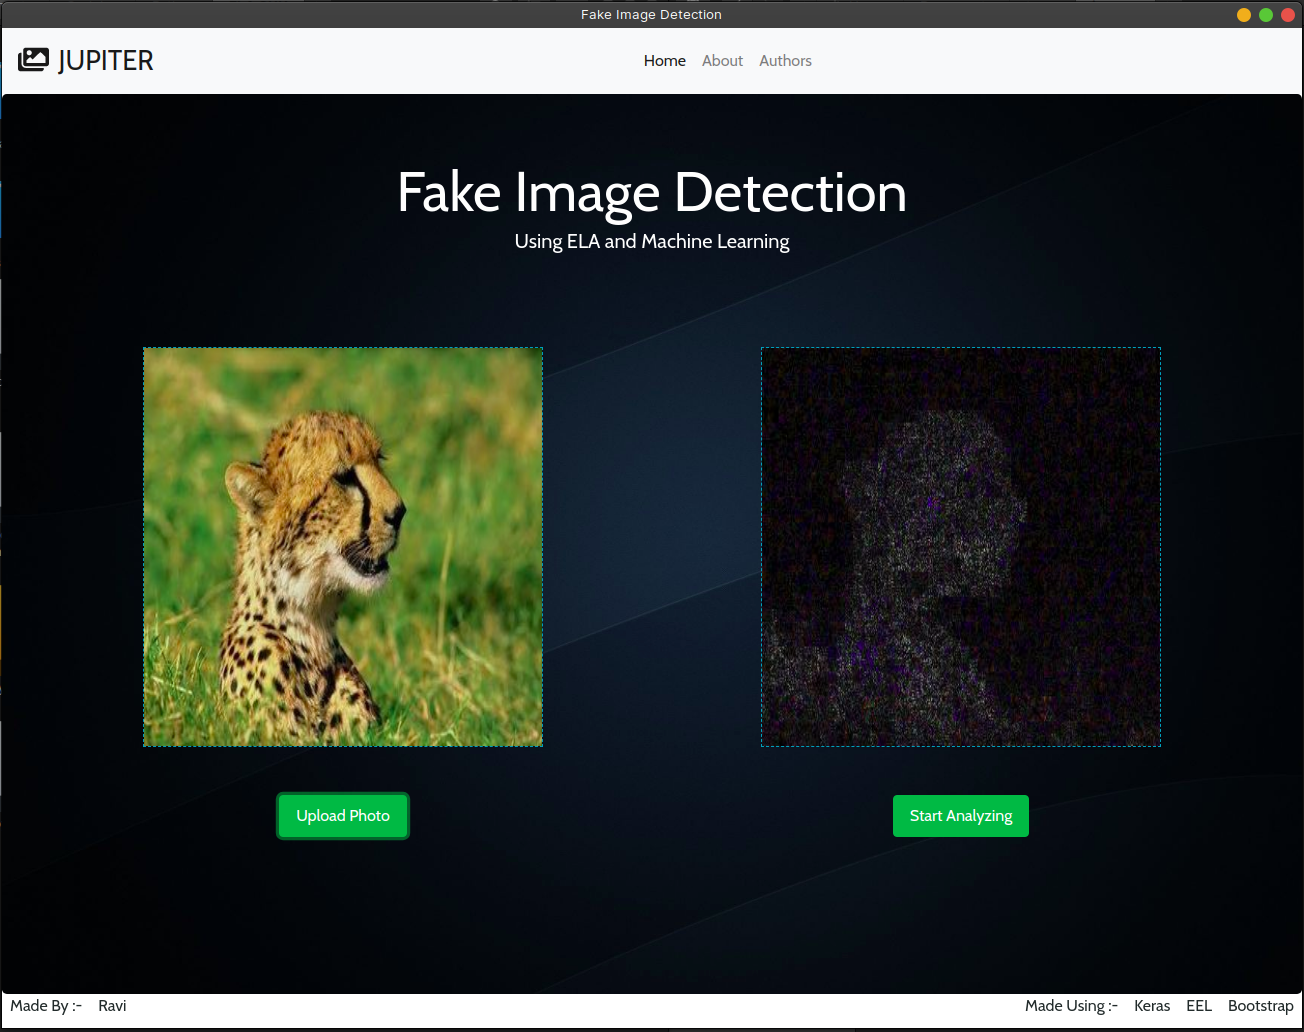 Fake Image Detection
JUPITER
Home About Authors
Fake Image Detection
Using ELA and Machine Learning
Upload Photo
Start Analyzing
Made By :- Ravi
Made Using :- Keras EEL Bootstrap